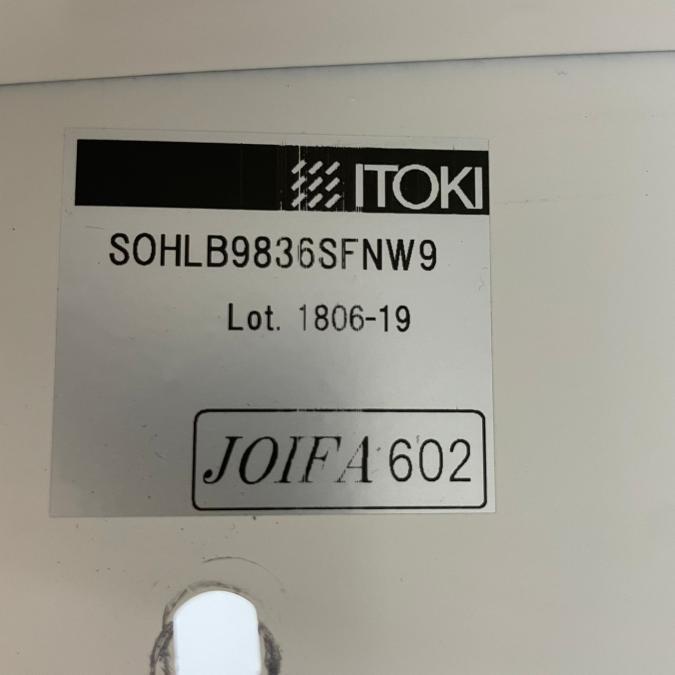 ITOKI
SOHLB9836SFNW9
Lot. 1806-19
JOIFA 602